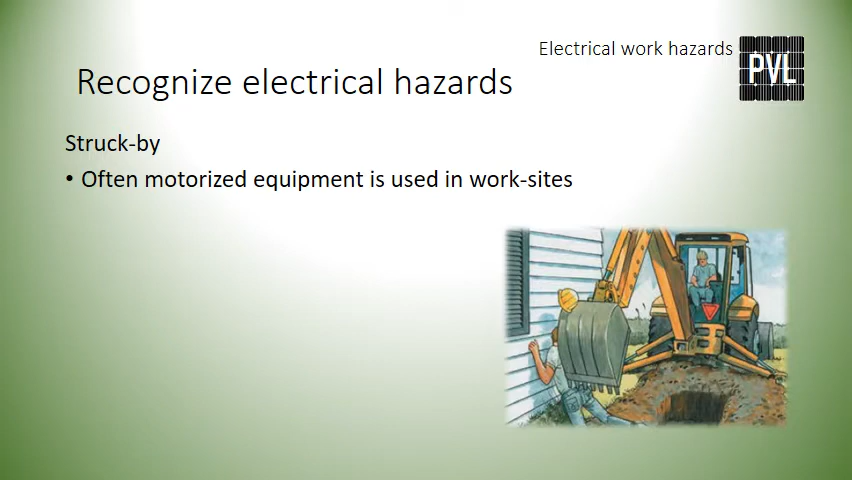 Electrical work hazards
PVL
Recognize electrical hazards
Struck-by
• Often motorized equipment is used in work-sites